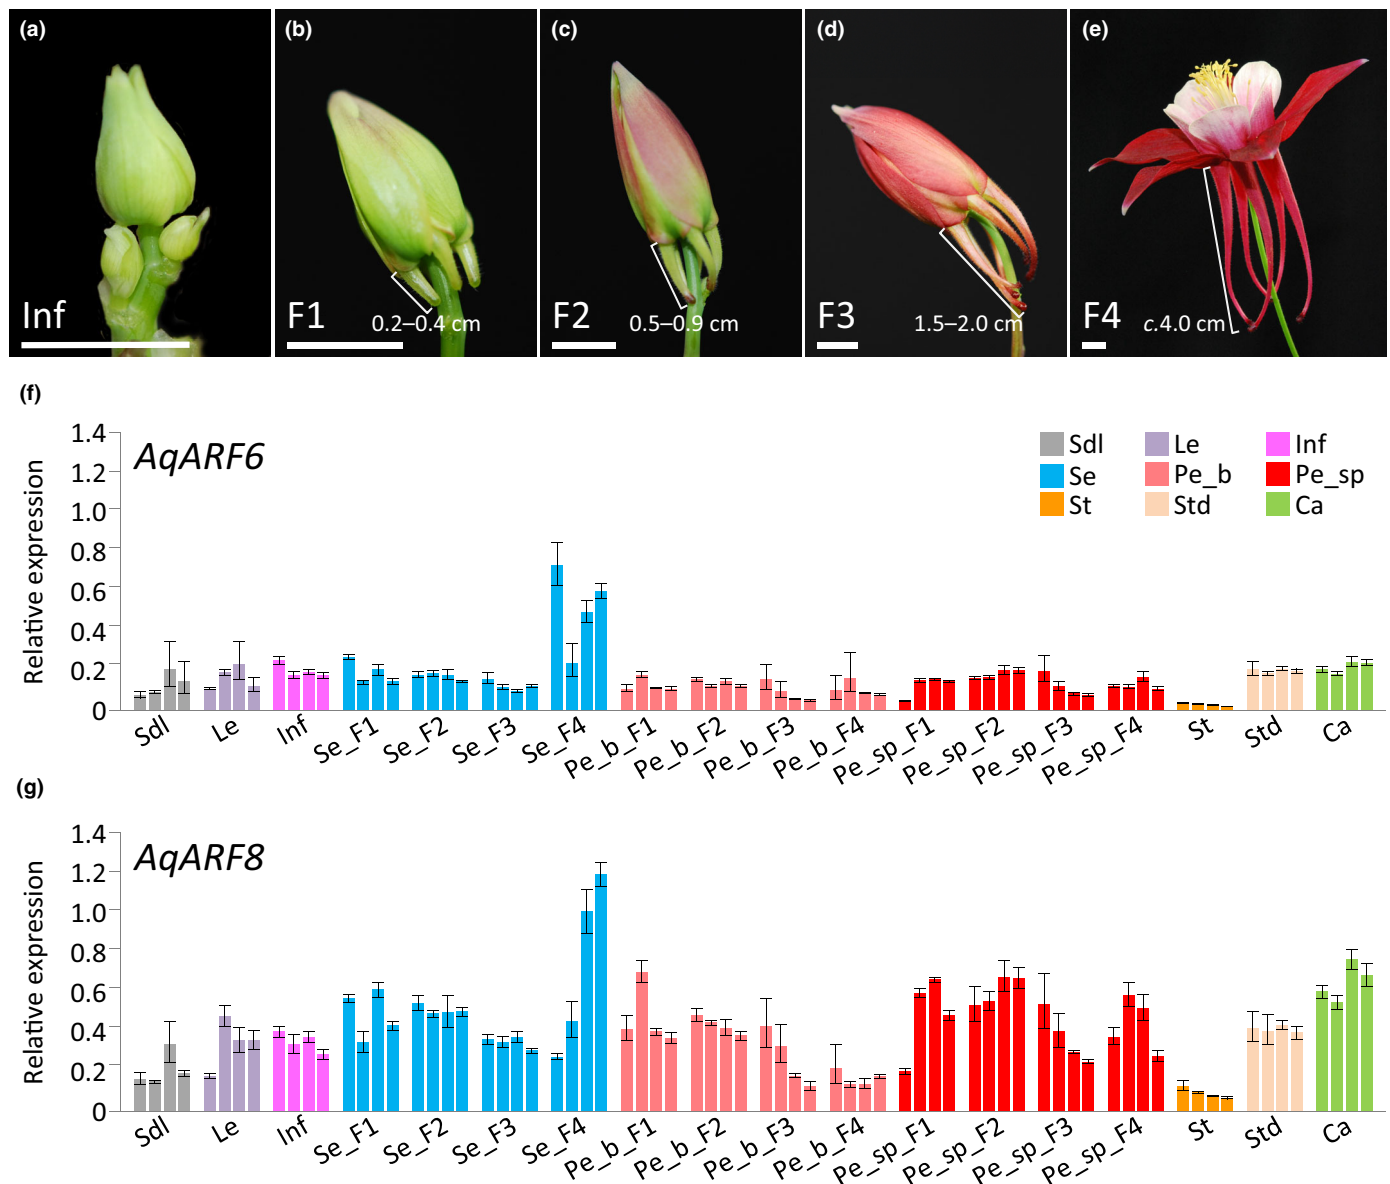 (a)
Inf
(b)
F1
0.2–0.4 cm
(c)
F2
0.5–0.9 cm
(d)
F3
1.5–2.0 cm
(e)
F4
c.4.0 cm
(f)
AqARF6
Relative expression
1.4
1.2
1.0
0.8
0.6
0.4
0.2
0
Sdl Le Inf
Se Pe_b Pe_sp
St Std Ca
Sdl Le Inf Se_F1 Se_F2 Se_F3 Se_F4 Pe_b_F1 Pe_b_F2 Pe_b_F3 Pe_b_F4 Pe_sp_F1 Pe_sp_F2 Pe_sp_F3 Pe_sp_F4 St Std Ca
(g)
AqARF8
Relative expression
1.4
1.2
1.0
0.8
0.6
0.4
0.2
0
Sdl Le Inf Se_F1 Se_F2 Se_F3 Se_F4 Pe_b_F1 Pe_b_F2 Pe_b_F3 Pe_b_F4 Pe_sp_F1 Pe_sp_F2 Pe_sp_F3 Pe_sp_F4 St Std Ca